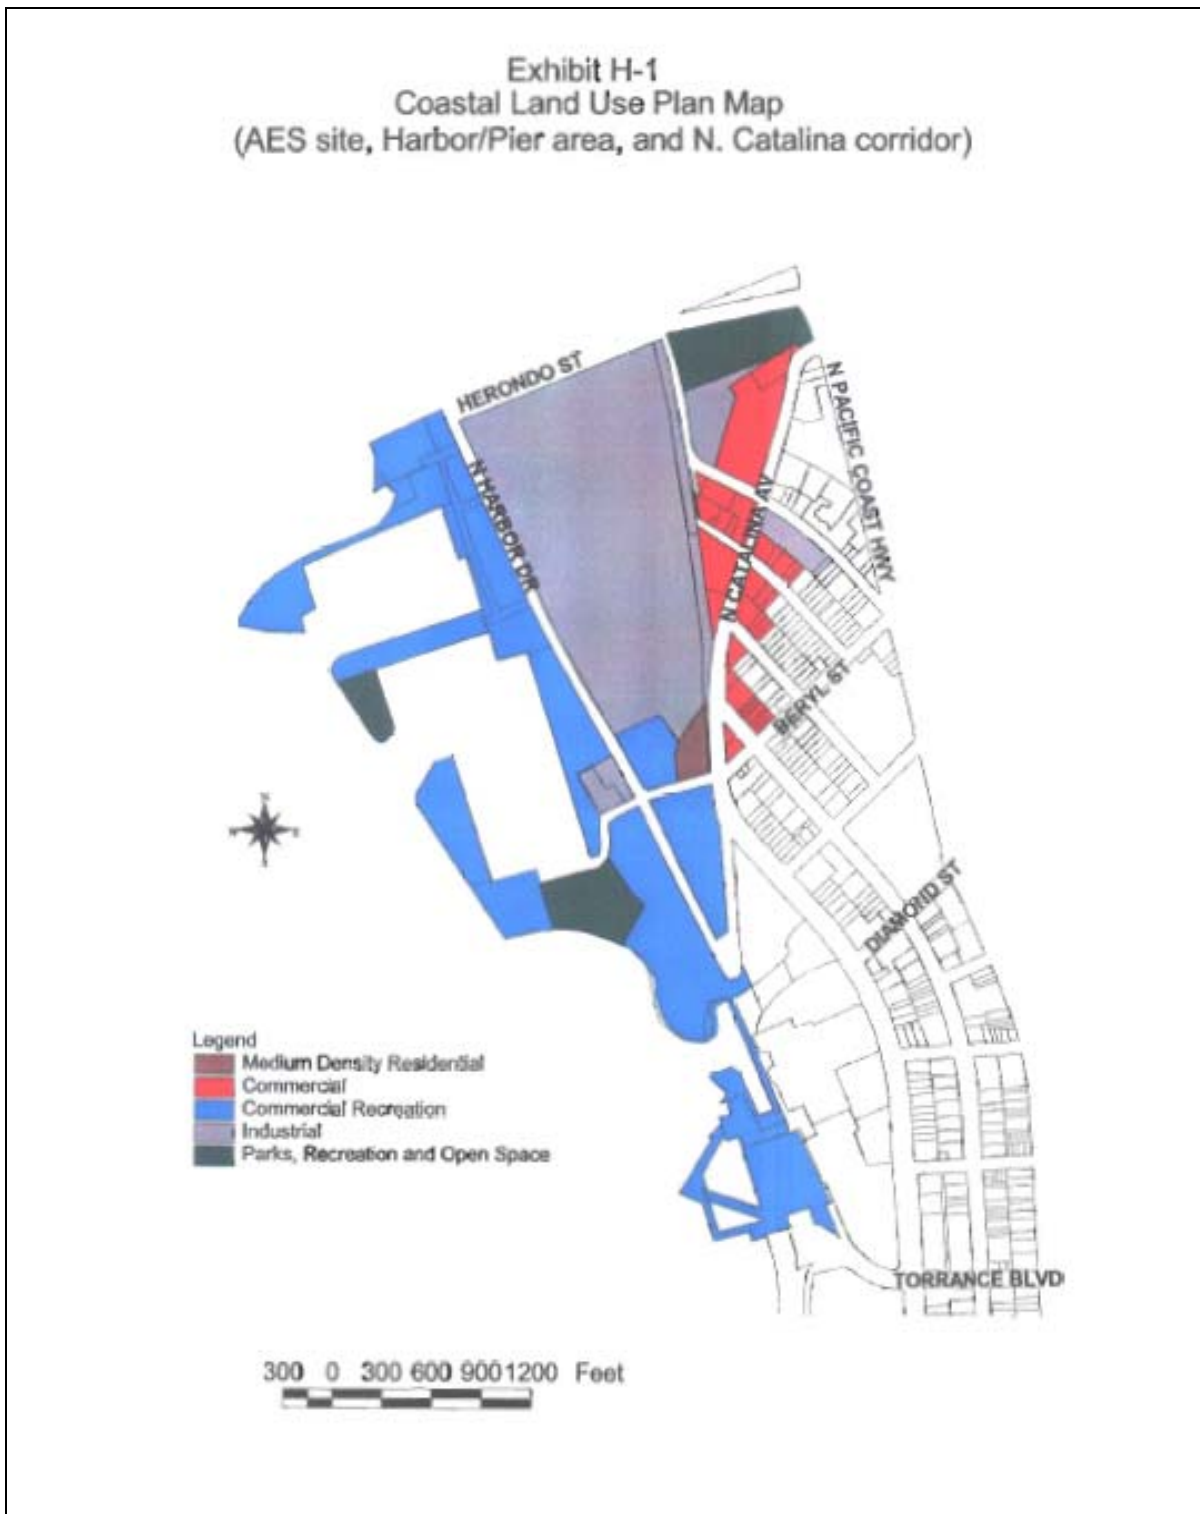 Exhibit H-1
Coastal Land Use Plan Map
(AES site, Harbor/Pier area, and N. Catalina corridor)
HERONDO ST
N PACIFIC COAST HWY
N HARBOR DR
N CATALINA AV
BERYL ST
N
W E
S
DIAMOND ST
Legend
Medium Density Residential
Commercial
Commercial Recreation
Industrial
Parks, Recreation and Open Space
TORRANCE BLVD
300 0 300 600 900 1200 Feet